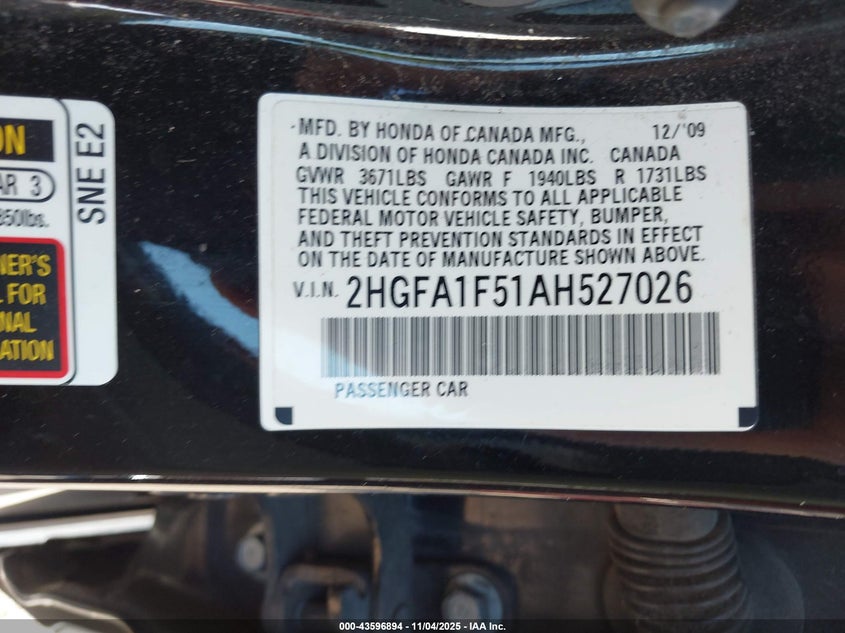 ON
AR 3
850lbs.
NER'S
FOR
NAL
ATION
SNE E2
MFD. BY HONDA OF CANADA MFG., 12/'09
A DIVISION OF HONDA CANADA INC. CANADA
GVWR 3671LBS GAWR F 1940LBS R 1731LBS
THIS VEHICLE CONFORMS TO ALL APPLICABLE
FEDERAL MOTOR VEHICLE SAFETY, BUMPER,
AND THEFT PREVENTION STANDARDS IN EFFECT
ON THE DATE OF MANUFACTURE SHOWN ABOVE.
V.I.N. 2HGFA1F51AH527026
PASSENGER CAR
000-43596894 - 11/04/2025 - IAA Inc.